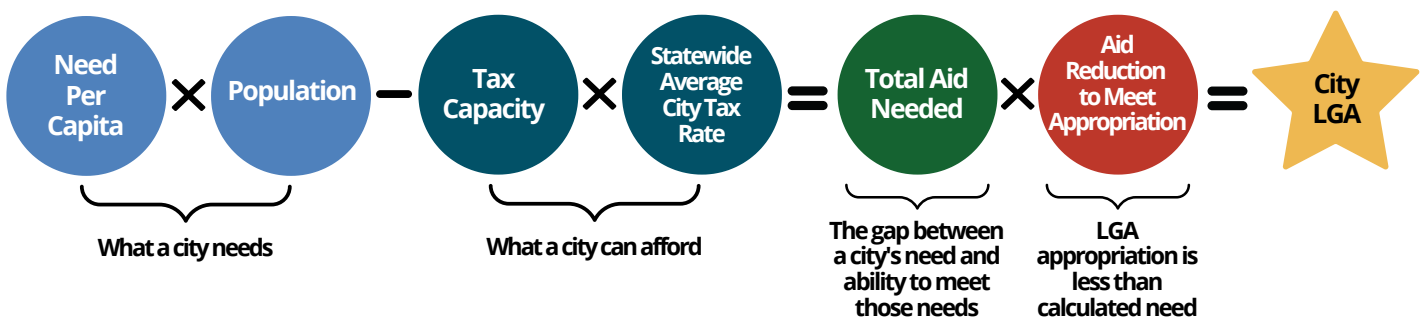 Need
Per
Capita
×
Population
−
Tax
Capacity
×
Statewide
Average
City Tax
Rate
=
Total Aid
Needed
×
Aid
Reduction
to Meet
Appropriation
=
City
LGA
What a city needs
What a city can afford
The gap between
a city's need and
ability to meet
those needs
LGA
appropriation is
less than
calculated need